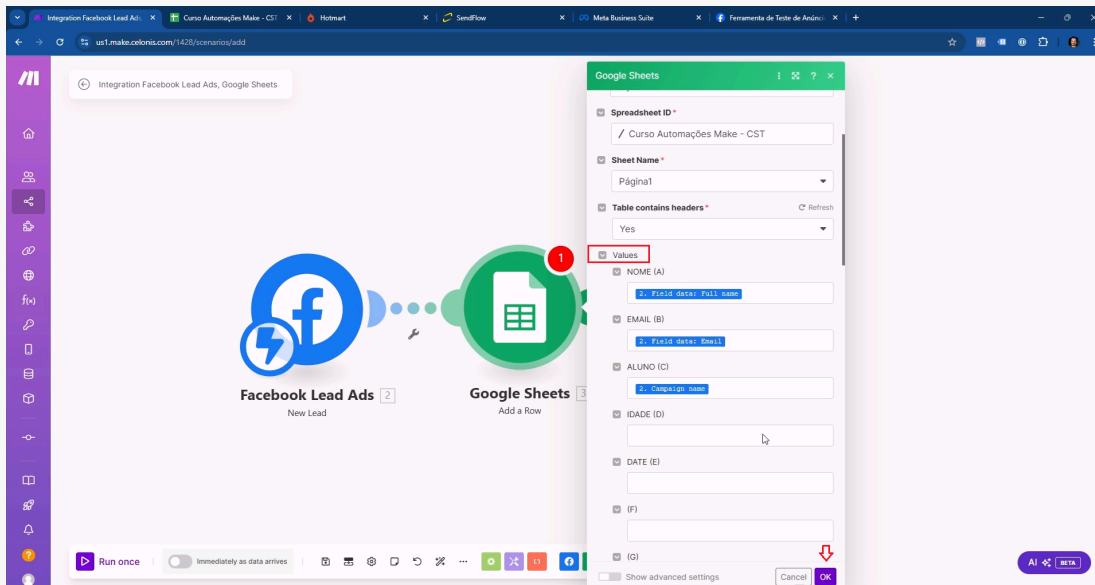 Integration Facebook Lead Ads
Curso Automações Make - CST
Hotmart
SendFlow
Meta Business Suite
Ferramenta de Teste de Anúnci
us1.make.celonis.com/1428/scenarios/add
Integration Facebook Lead Ads, Google Sheets
Google Sheets
Spreadsheet ID *
/ Curso Automações Make - CST
Sheet Name *
Página1
Table contains headers *
Refresh
Yes
Values
NOME (A)
2. Field data: Full name
EMAIL (B)
2. Field data: Email
ALUNO (C)
2. Campaign name
IDADE (D)
DATE (E)
(F)
(G)
Show advanced settings
Cancel
OK
1
Facebook Lead Ads 2
New Lead
Google Sheets 3
Add a Row
Run once
Immediately as data arrives
AI BETA